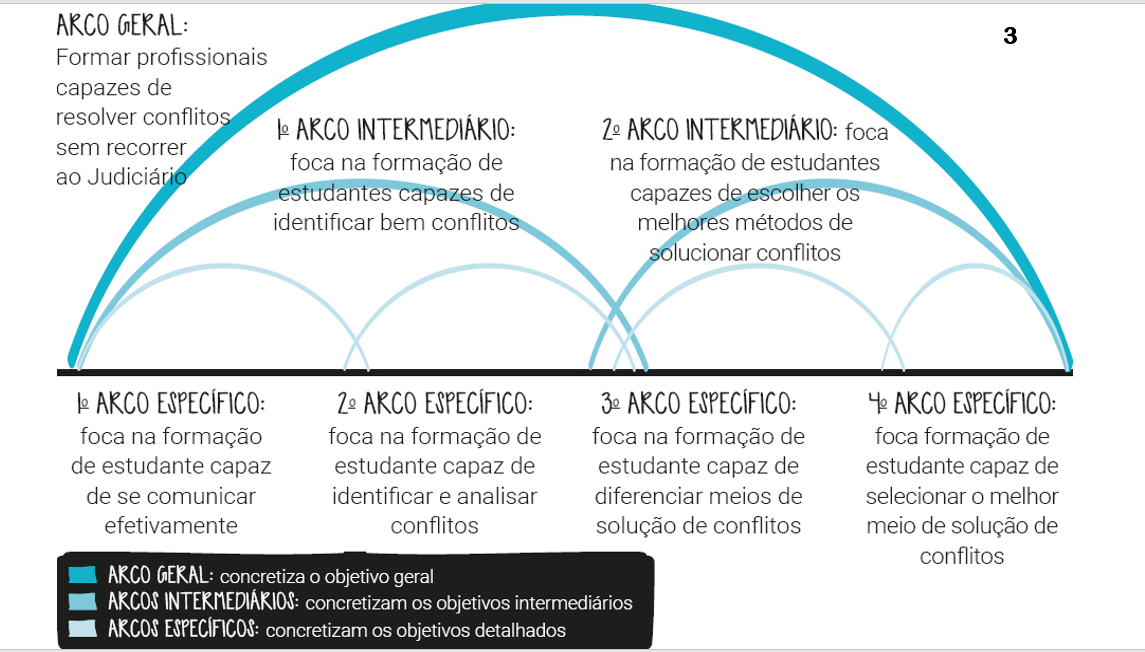 ARCO GERAL:
Formar profissionais
capazes de
resolver conflitos
sem recorrer
ao Judiciário
3
1º ARCO INTERMEDIÁRIO:
foca na formação de
estudantes capazes de
identificar bem conflitos
2º ARCO INTERMEDIÁRIO: foca
na formação de estudantes
capazes de escolher os
melhores métodos de
solucionar conflitos
1º ARCO ESPECÍFICO:
foca na formação
de estudante capaz
de se comunicar
efetivamente
2º ARCO ESPECÍFICO:
foca na formação de
estudante capaz de
identificar e analisar
conflitos
3º ARCO ESPECÍFICO:
foca na formação de
estudante capaz de
diferenciar meios de
solução de conflitos
4º ARCO ESPECÍFICO:
foca formação de
estudante capaz de
selecionar o melhor
meio de solução de
conflitos
ARCO GERAL: concretiza o objetivo geral
ARCOS INTERMEDIÁRIOS: concretizam os objetivos intermediários
ARCOS ESPECÍFICOS: concretizam os objetivos detalhados